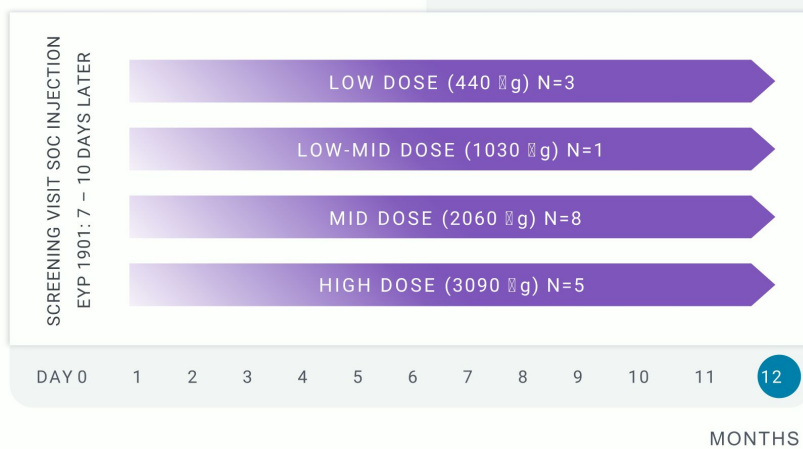 SCREENING VISIT SOC INJECTION
EYP 1901: 7 – 10 DAYS LATER
LOW DOSE (440 g) N=3
LOW-MID DOSE (1030 g) N=1
MID DOSE (2060 g) N=8
HIGH DOSE (3090 g) N=5
DAY 0 1 2 3 4 5 6 7 8 9 10 11 12
MONTHS